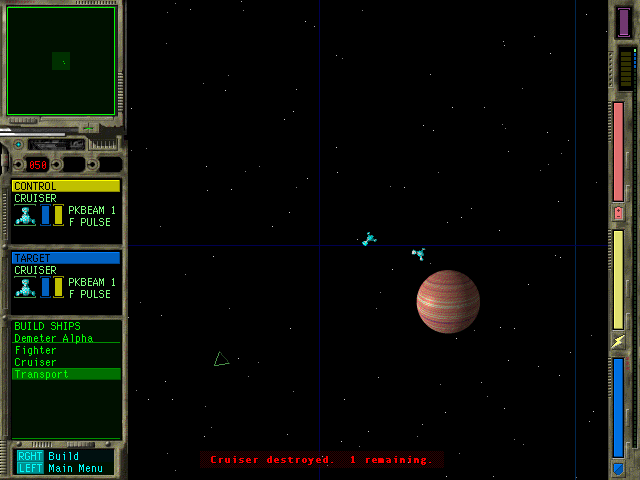 050
CONTROL
CRUISER
PKBEAM 1
F PULSE
TARGET
CRUISER
PKBEAM 1
F PULSE
BUILD SHIPS
Demeter Alpha
Fighter
Cruiser
Transport
RGHT Build
LEFT Main Menu
Cruiser destroyed. 1 remaining.